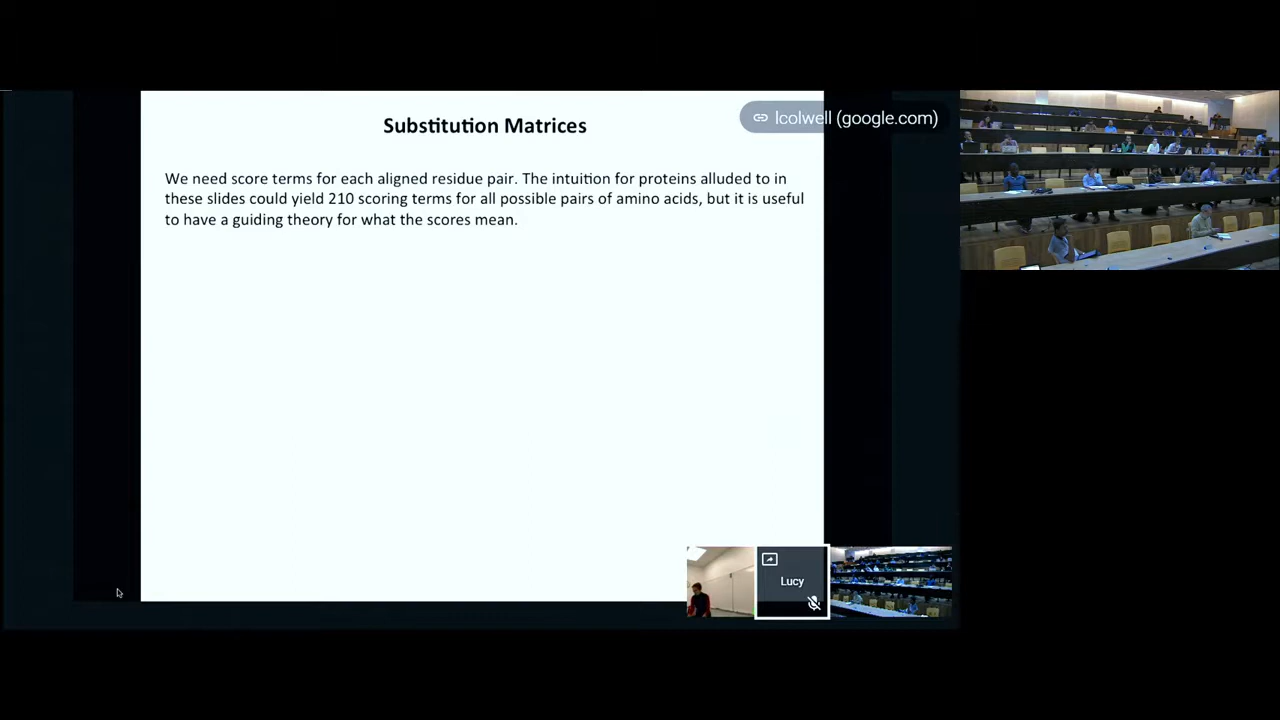 Substitution Matrices
lcolwell (google.com)
We need score terms for each aligned residue pair. The intuition for proteins alluded to in
these slides could yield 210 scoring terms for all possible pairs of amino acids, but it is useful
to have a guiding theory for what the scores mean.
Lucy